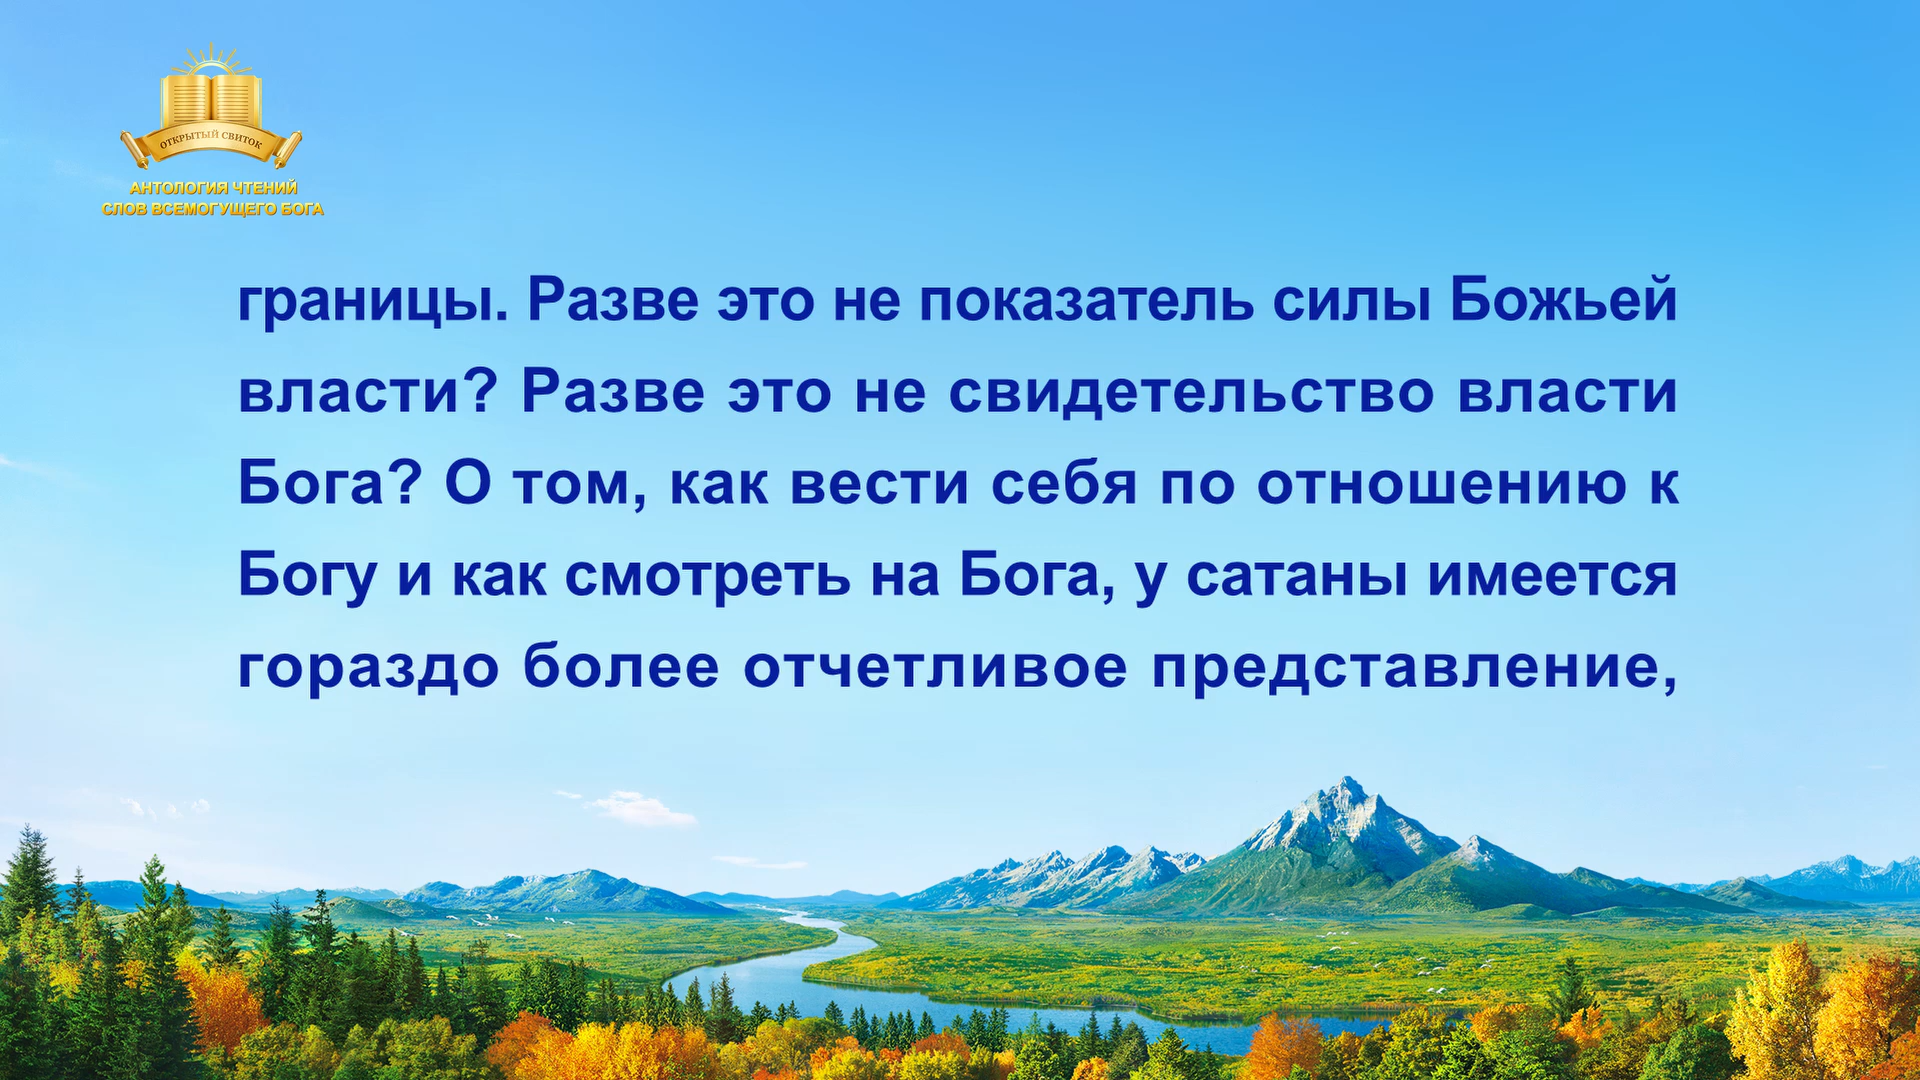 ОТКРЫТЫЙ СВИТОК
АНТОЛОГИЯ ЧТЕНИЙ
СЛОВ ВСЕМОГУЩЕГО БОГА
границы. Разве это не показатель силы Божьей
власти? Разве это не свидетельство власти
Бога? О том, как вести себя по отношению к
Богу и как смотреть на Бога, у сатаны имеется
гораздо более отчетливое представление,